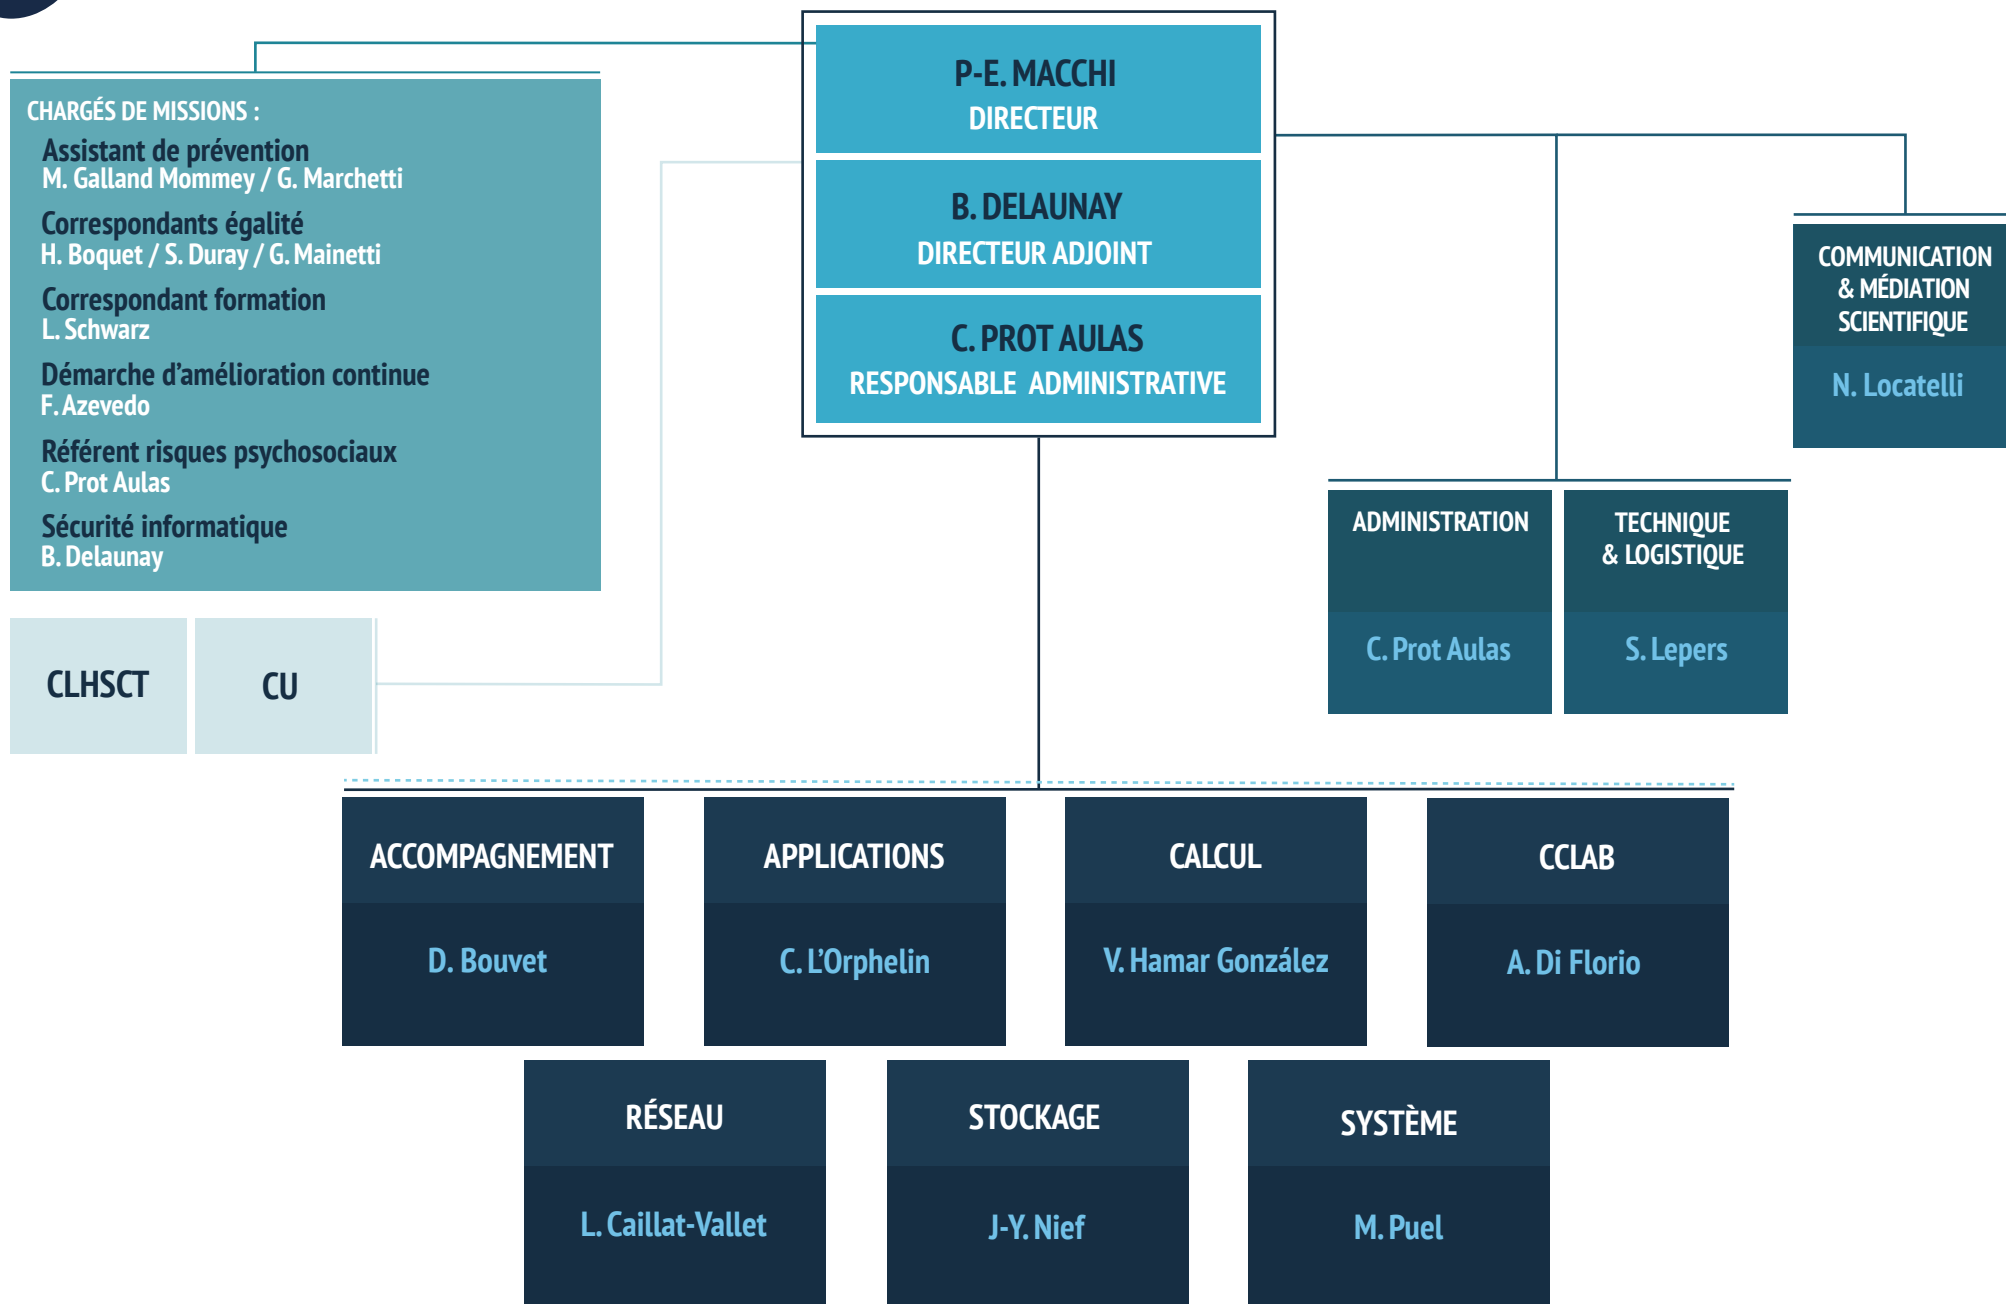 P-E. MACCHI
DIRECTEUR
B. DELAUNAY
DIRECTEUR ADJOINT
C. PROT AULAS
RESPONSABLE ADMINISTRATIVE
CHARGÉS DE MISSIONS :
Assistant de prévention
M. Galland Mommey / G. Marchetti
Correspondants égalité
H. Boquet / S. Duray / G. Mainetti
Correspondant formation
L. Schwarz
Démarche d'amélioration continue
F. Azevedo
Référent risques psychosociaux
C. Prot Aulas
Sécurité informatique
B. Delaunay
CLHSCT
CU
COMMUNICATION
& MÉDIATION
SCIENTIFIQUE
N. Locatelli
ADMINISTRATION
C. Prot Aulas
TECHNIQUE
& LOGISTIQUE
S. Lepers
ACCOMPAGNEMENT
D. Bouvet
APPLICATIONS
C. L'Orphelin
CALCUL
V. Hamar González
CCLAB
A. Di Florio
RÉSEAU
L. Caillat-Vallet
STOCKAGE
J-Y. Nief
SYSTÈME
M. Puel